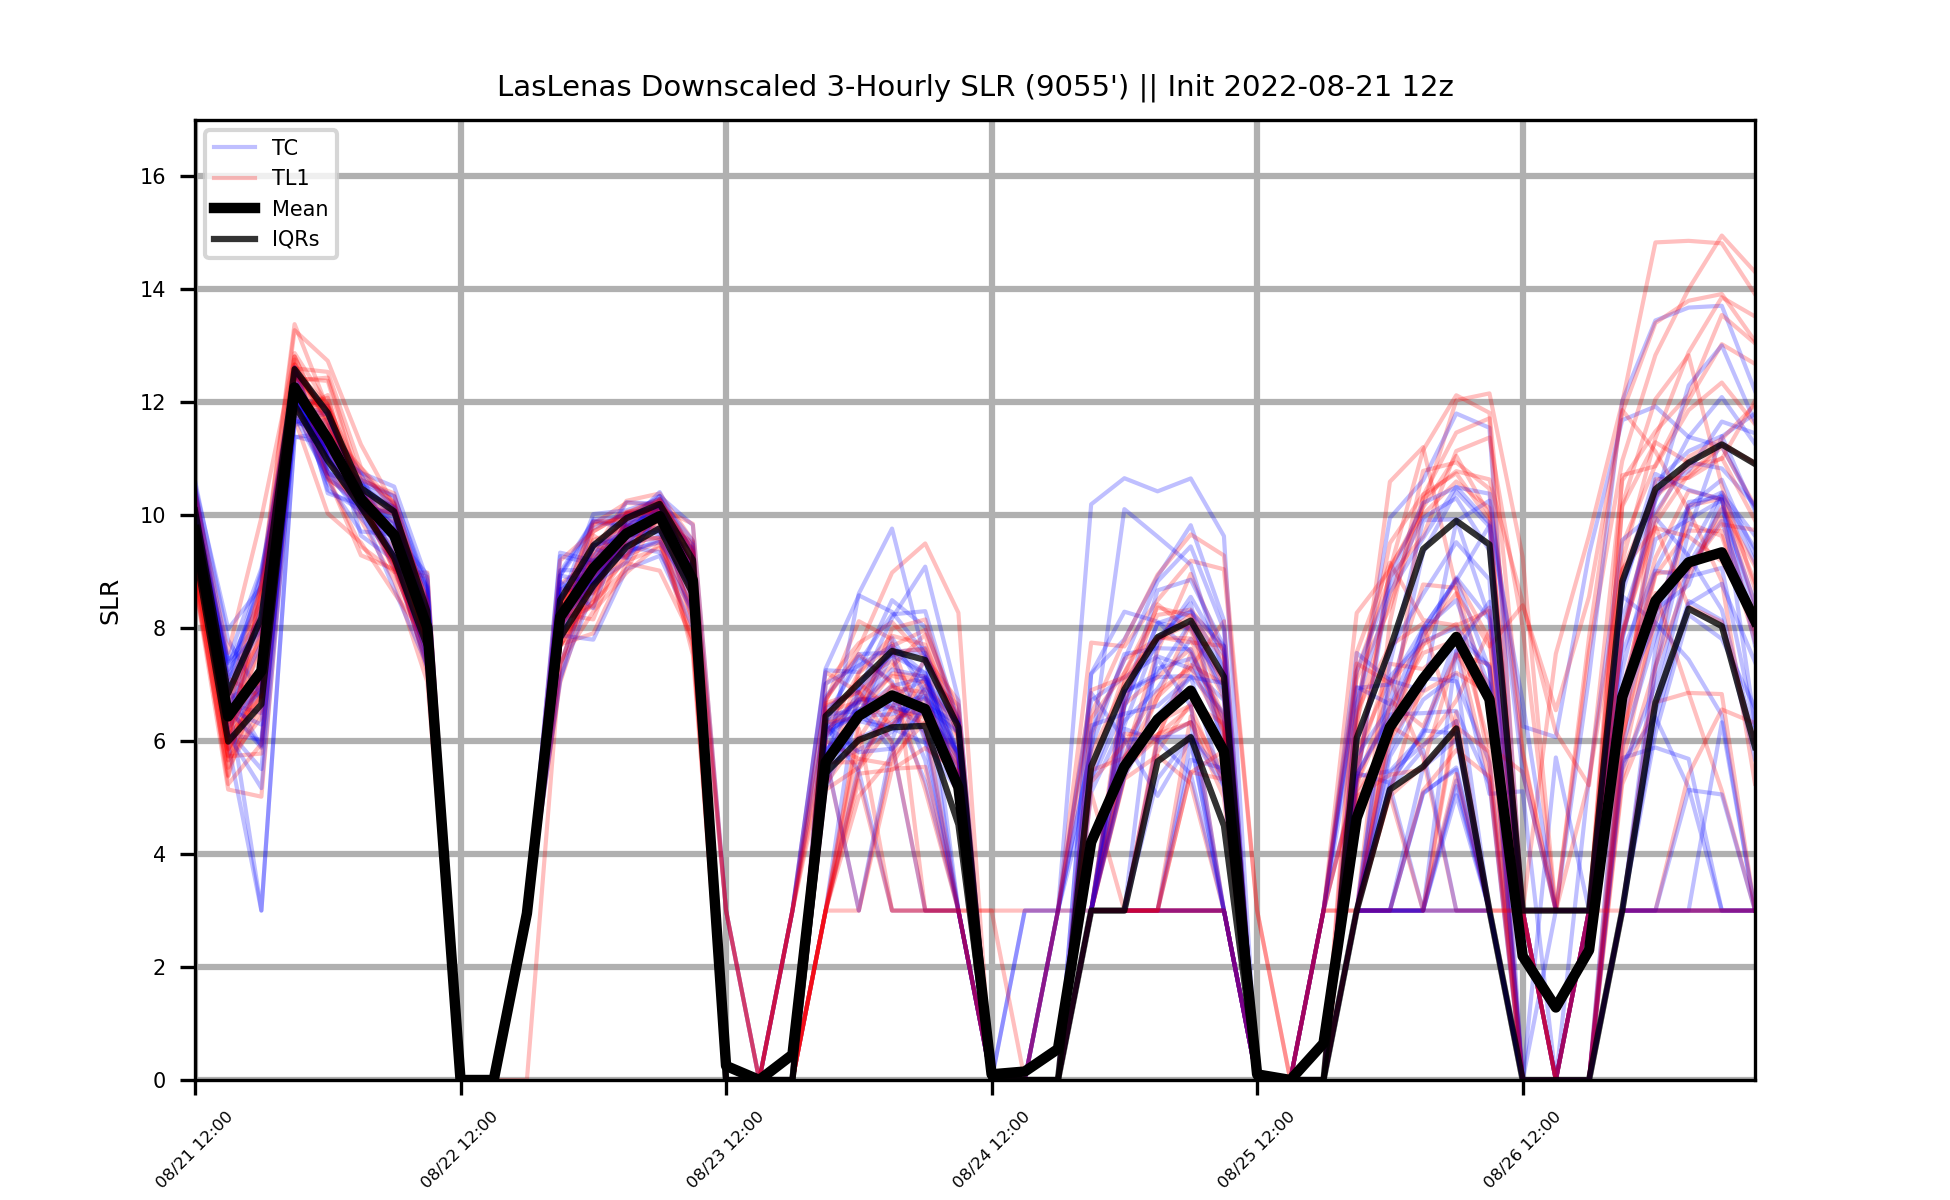 LasLenas Downscaled 3-Hourly SLR (9055') || Init 2022-08-21 12z
TC
TL1
Mean
IQRs
SLR
16
14
12
10
8
6
4
2
0
08/21 12:00
08/22 12:00
08/23 12:00
08/24 12:00
08/25 12:00
08/26 12:00